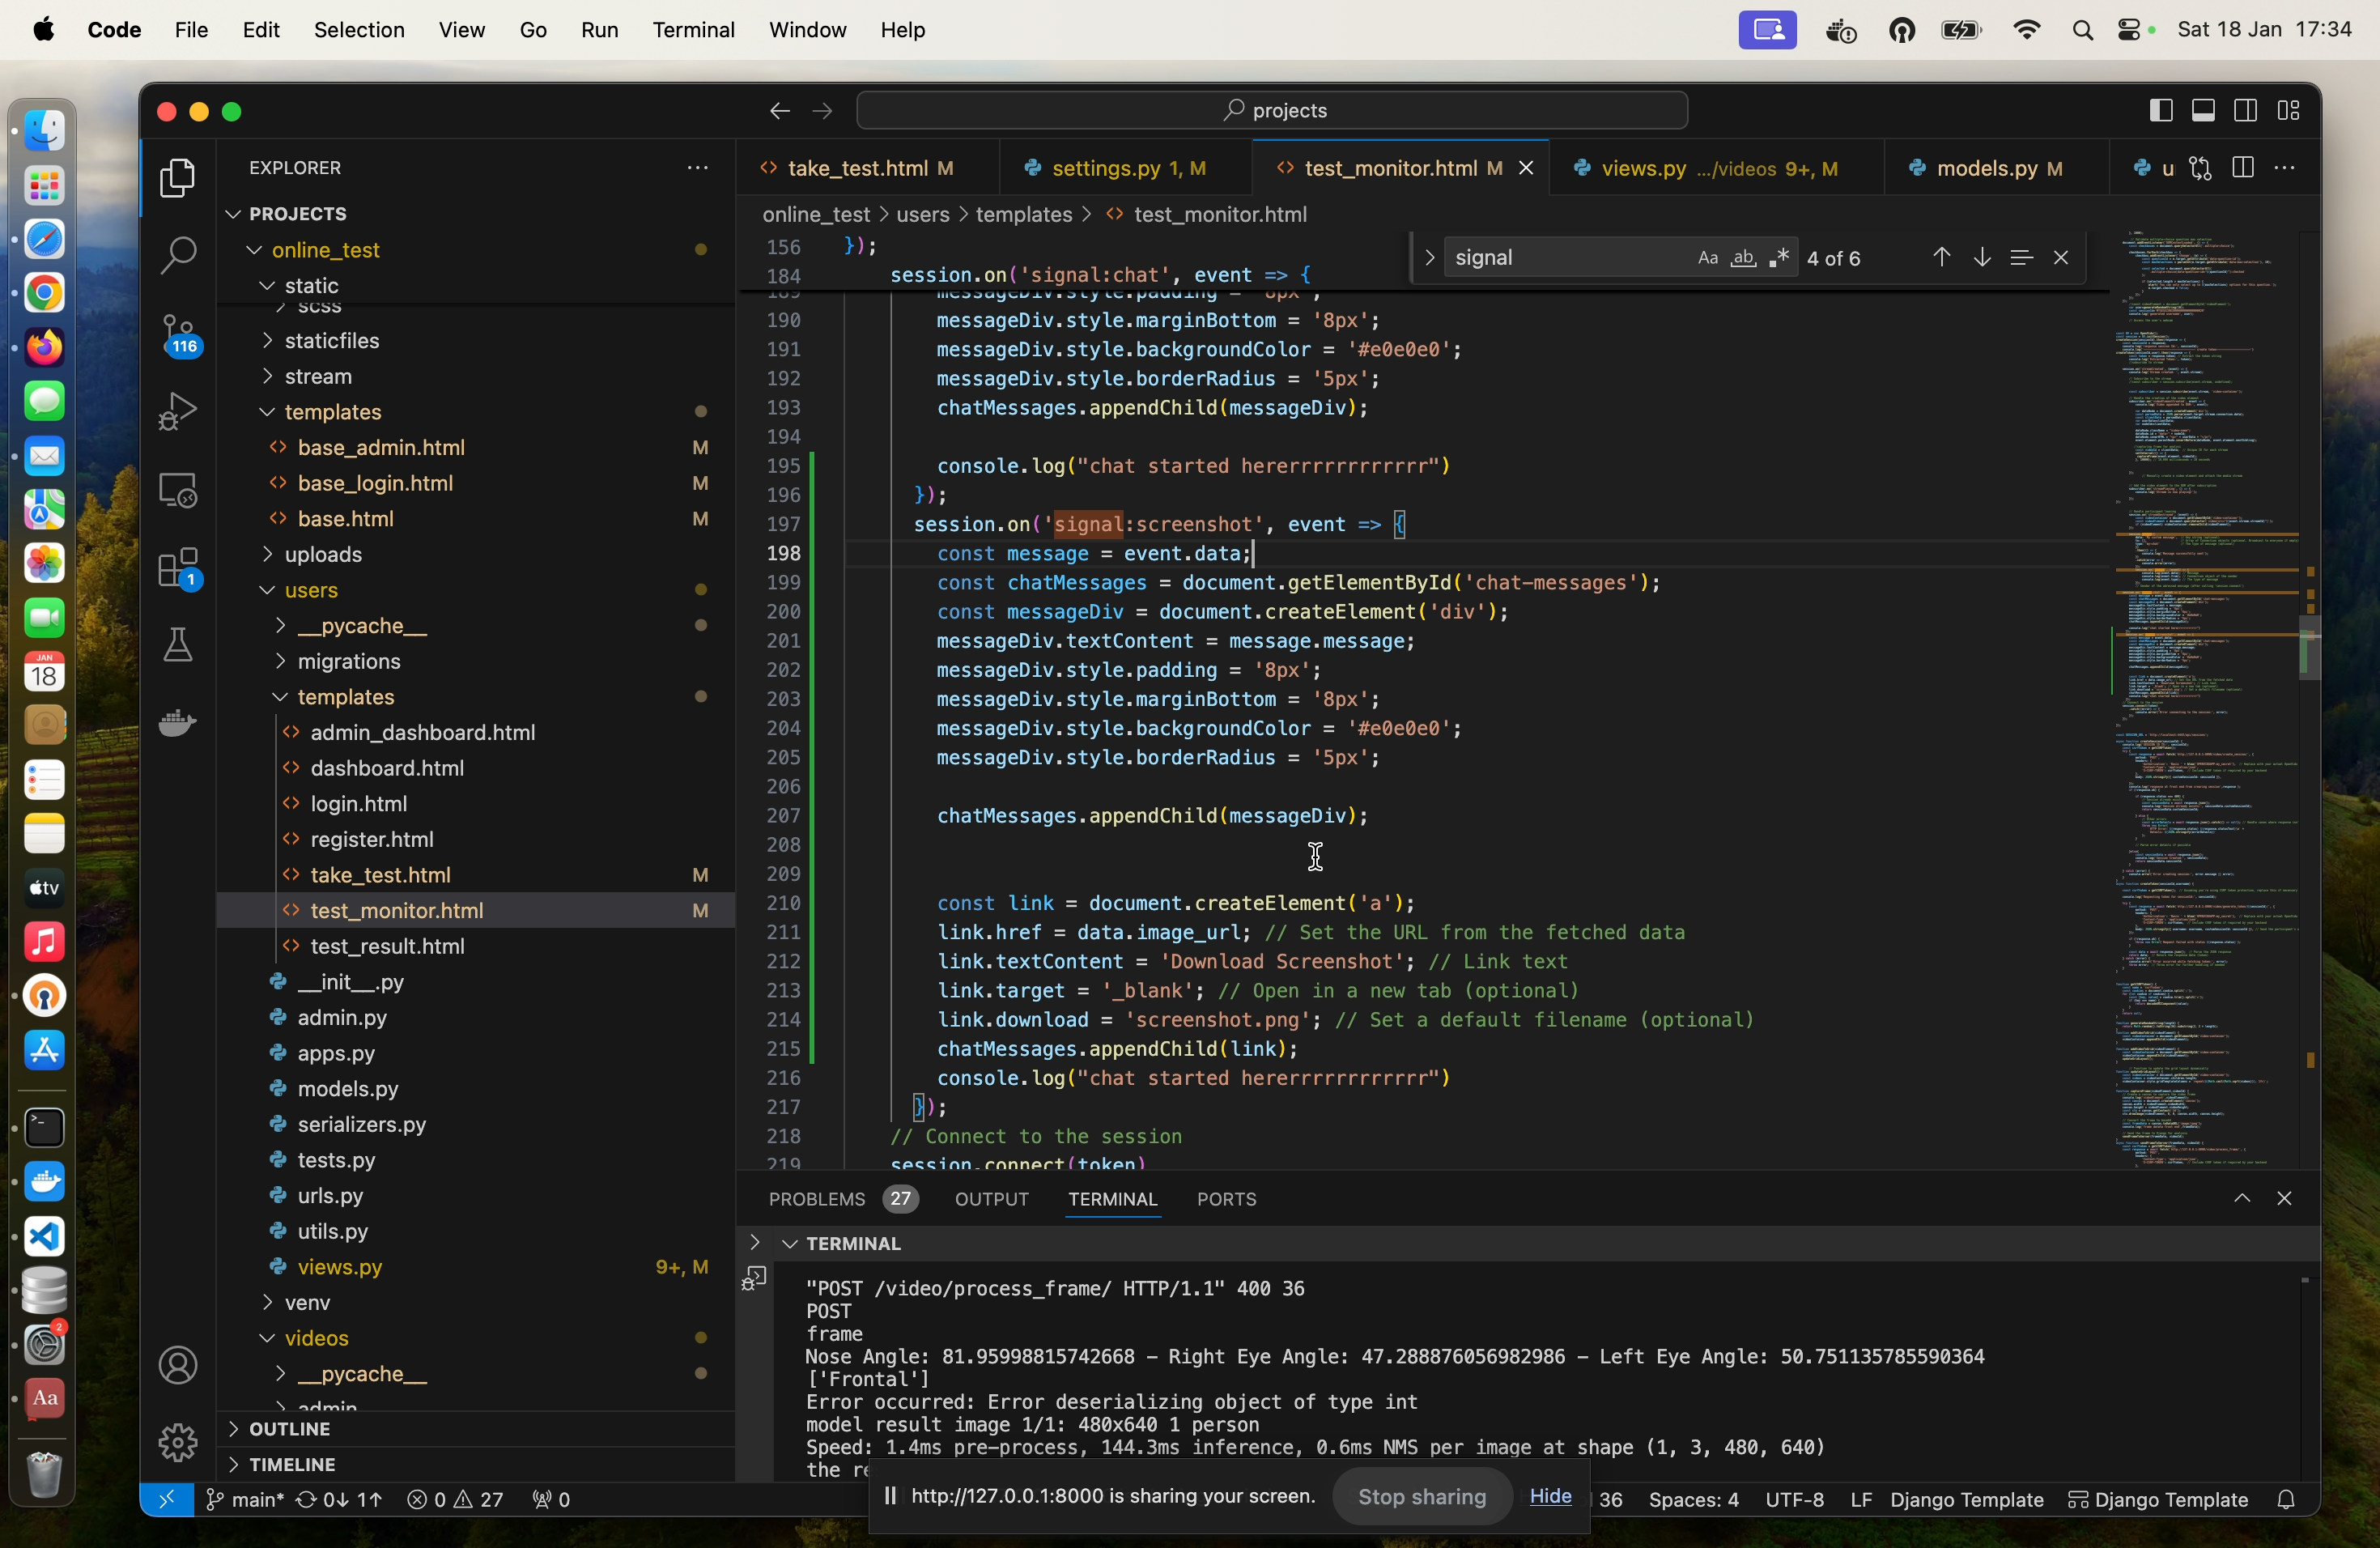 Code File Edit Selection View Go Run Terminal Window Help Sat 18 Jan 17:34
projects
EXPLORER
take_test.html M settings.py 1, M test_monitor.html M views.py .../videos 9+, M models.py M u
PROJECTS
online_test > users > templates > test_monitor.html
online_test
static
scss
staticfiles
stream
templates
base_admin.html M
base_login.html M
base.html M
uploads
users
__pycache__
migrations
templates
admin_dashboard.html
dashboard.html
login.html
register.html
take_test.html M
test_monitor.html M
test_result.html
__init__.py
admin.py
apps.py
models.py
serializers.py
tests.py
urls.py
utils.py
views.py 9+, M
venv
videos
__pycache__
admin
OUTLINE
TIMELINE
116
1
JAN
18
tv
2
Aa
signal Aa ab 4 of 6
156 });
184 session.on('signal:chat', event => {
189 messageDiv.style.padding = '8px';
190 messageDiv.style.marginBottom = '8px';
191 messageDiv.style.backgroundColor = '#e0e0e0';
192 messageDiv.style.borderRadius = '5px';
193 chatMessages.appendChild(messageDiv);
194
195 console.log("chat started hererrrrrrrrrrr")
196 });
197 session.on('signal:screenshot', event => {
198 const message = event.data;
199 const chatMessages = document.getElementById('chat-messages');
200 const messageDiv = document.createElement('div');
201 messageDiv.textContent = message.message;
202 messageDiv.style.padding = '8px';
203 messageDiv.style.marginBottom = '8px';
204 messageDiv.style.backgroundColor = '#e0e0e0';
205 messageDiv.style.borderRadius = '5px';
206
207 chatMessages.appendChild(messageDiv);
208
209
210 const link = document.createElement('a');
211 link.href = data.image_url; // Set the URL from the fetched data
212 link.textContent = 'Download Screenshot'; // Link text
213 link.target = '_blank'; // Open in a new tab (optional)
214 link.download = 'screenshot.png'; // Set a default filename (optional)
215 chatMessages.appendChild(link);
216 console.log("chat started hererrrrrrrrrrr")
217 });
218 // Connect to the session
219 session.connect(token)
PROBLEMS 27 OUTPUT TERMINAL PORTS
TERMINAL
"POST /video/process_frame/ HTTP/1.1" 400 36
POST
frame
Nose Angle: 81.95998815742668 – Right Eye Angle: 47.288876056982986 – Left Eye Angle: 50.751135785590364
['Frontal']
Error occurred: Error deserializing object of type int
model result image 1/1: 480x640 1 person
Speed: 1.4ms pre-process, 144.3ms inference, 0.6ms NMS per image at shape (1, 3, 480, 640)
the re
http://127.0.0.1:8000 is sharing your screen. Stop sharing Hide
main* 0↓ 1↑ 0 27 0 36 Spaces: 4 UTF-8 LF Django Template Django Template